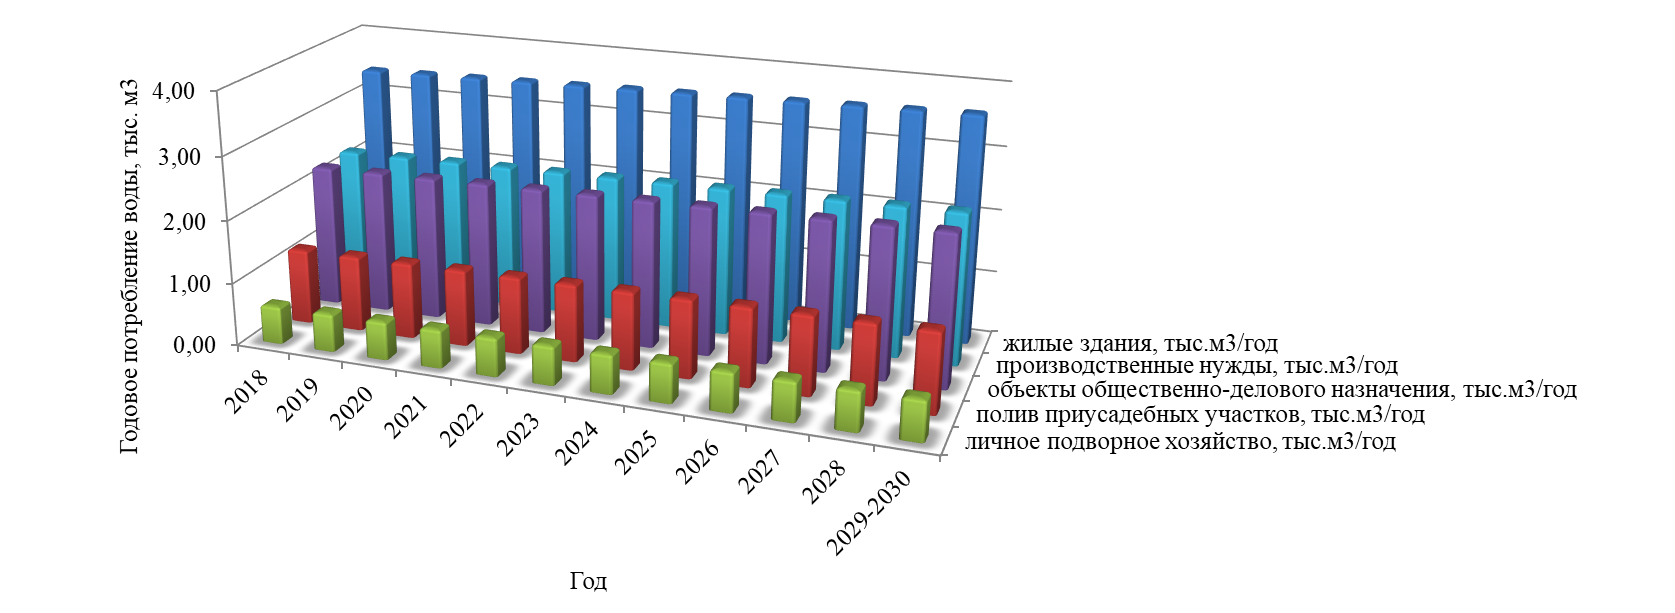 Годовое потребление воды, тыс. м3
4,00
3,00
2,00
1,00
0,00
2018
2019
2020
2021
2022
2023
2024
2025
2026
2027
2028
2029-2030
Год
жилые здания, тыс.м3/год
производственные нужды, тыс.м3/год
объекты общественно-делового назначения, тыс.м3/год
полив приусадебных участков, тыс.м3/год
личное подворное хозяйство, тыс.м3/год